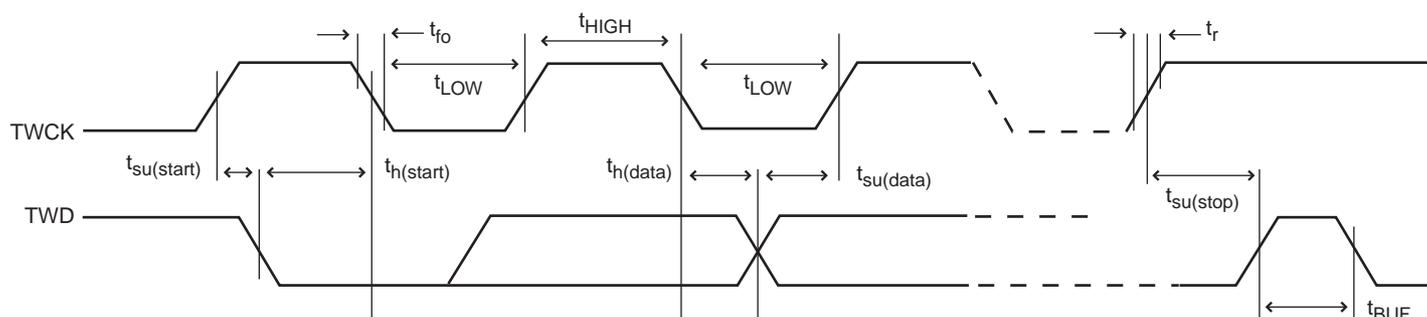 t_fo
t_HIGH
t_r
t_LOW
t_LOW
TWCK
t_su(start)
t_h(start)
t_h(data)
t_su(data)
t_su(stop)
TWD
t_BUF